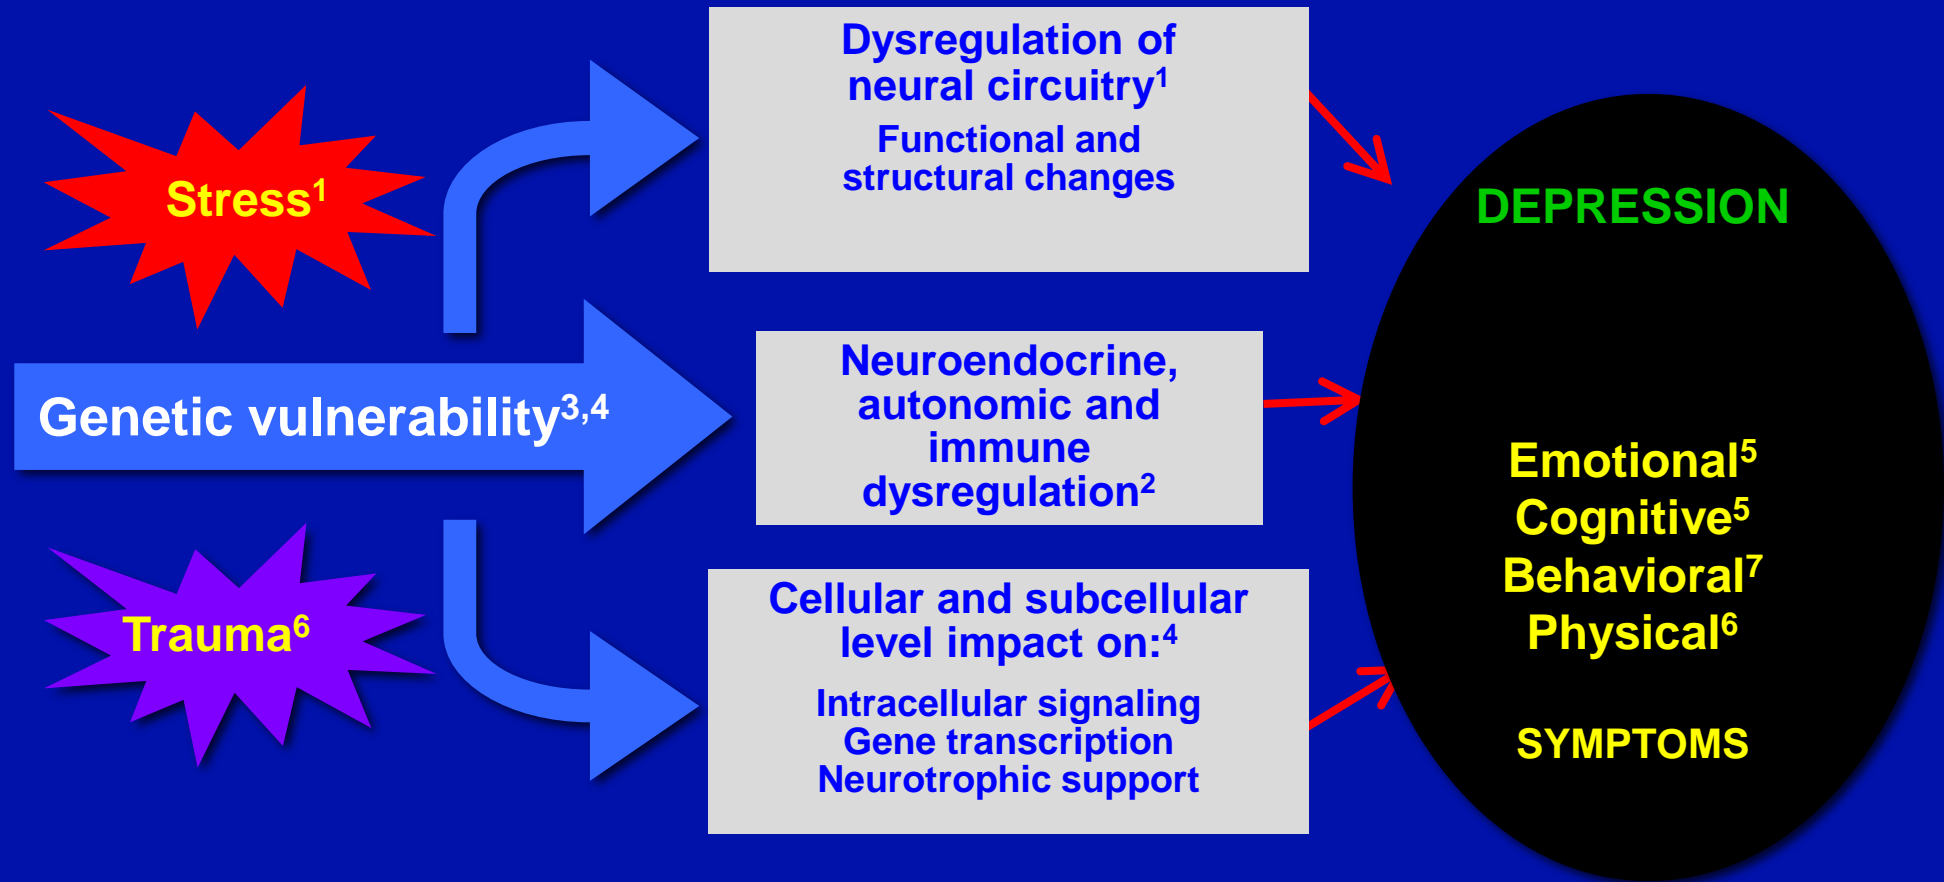 Stress¹
Genetic vulnerability³,⁴
Trauma⁶
Dysregulation of
neural circuitry¹
Functional and
structural changes
Neuroendocrine,
autonomic and
immune
dysregulation²
Cellular and subcellular
level impact on:⁴
Intracellular signaling
Gene transcription
Neurotrophic support
DEPRESSION
Emotional⁵
Cognitive⁵
Behavioral⁷
Physical⁶
SYMPTOMS